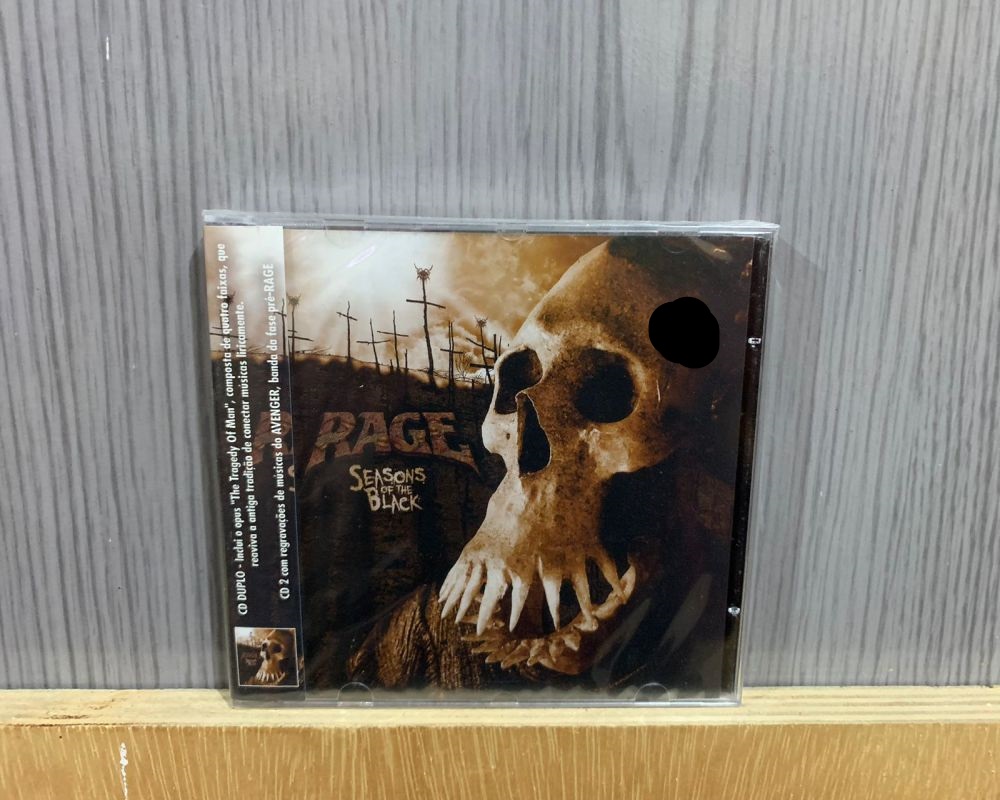 CD DUPLO - Inclui o opus "The Tragedy Of Man", composta de quatro faixas, que
reaviva a antiga tradição de conectar músicas liricamente.
CD 2 com regravações de músicas do AVENGER, banda da fase pré-RAGE
RAGE
SEASONS
OF THE
BLACK